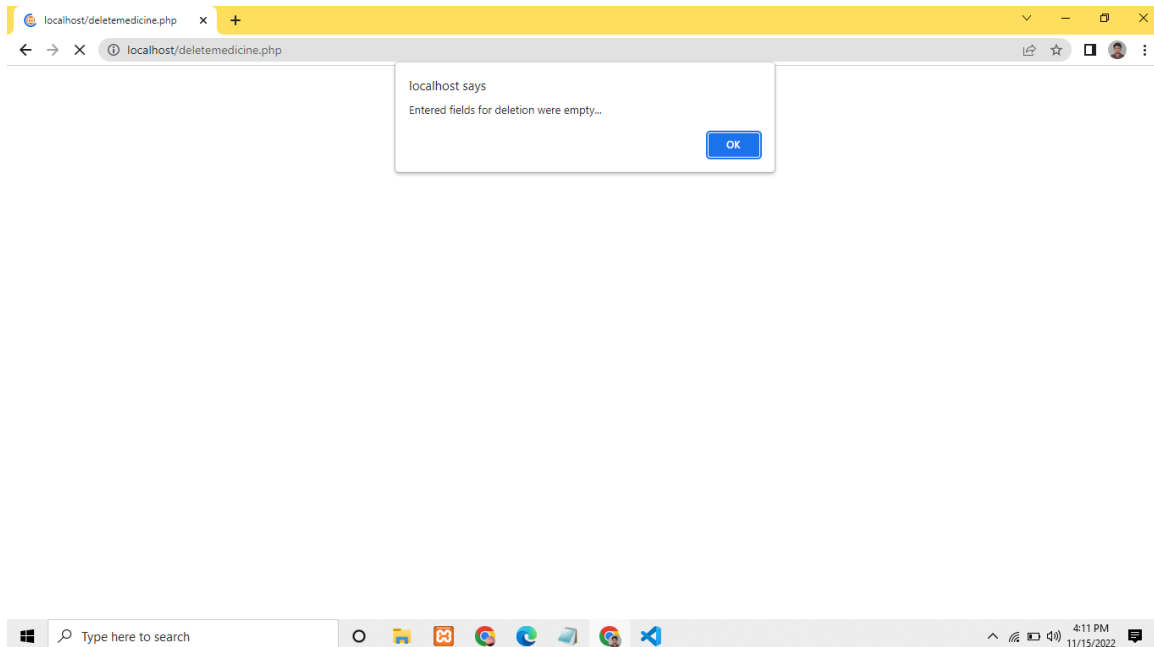 localhost/deletemedicine.php
localhost/deletemedicine.php
localhost says
Entered fields for deletion were empty...
OK
Type here to search
4:11 PM
11/15/2022